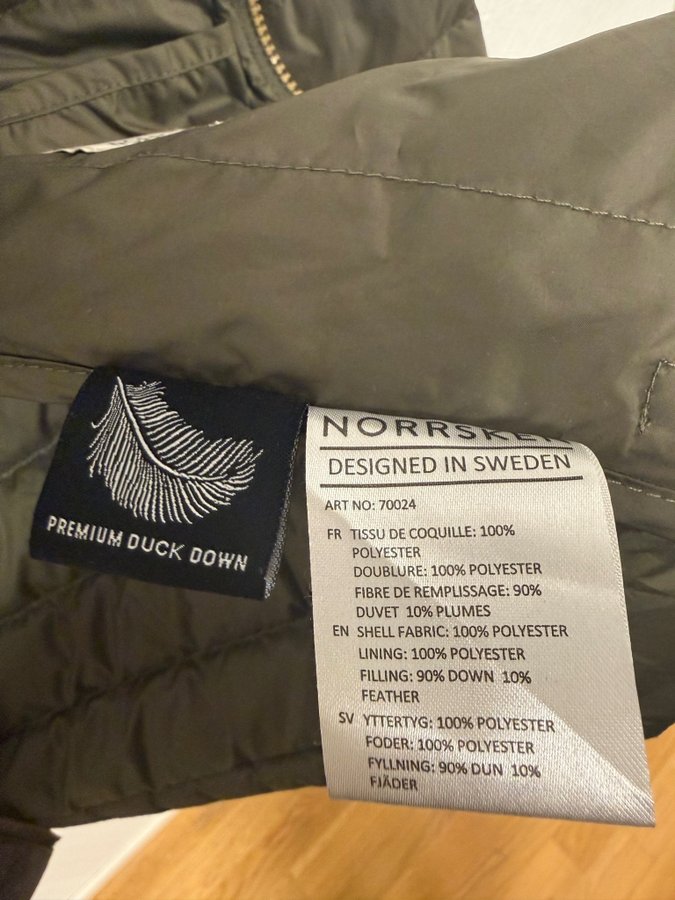 PREMIUM DUCK DOWN
DESIGNED IN SWEDEN
ART NO: 70024
FR TISSU DE COQUILLE: 100%
POLYESTER
DOUBLURE: 100% POLYESTER
FIBRE DE REMPLISSAGE: 90%
DUVET 10% PLUMES
EN SHELL FABRIC: 100% POLYESTER
LINING: 100% POLYESTER
FILLING: 90% DOWN 10%
FEATHER
SV YTTERTYG: 100% POLYESTER
FODER: 100% POLYESTER
FYLLNING: 90% DUN 10%
FJÄDER